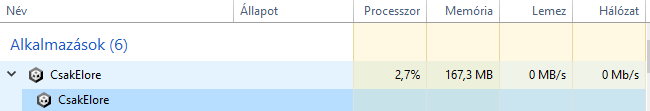 Név Állapot Processzor Memória Lemez Hálózat
Alkalmazások (6)
CsakElore 2,7% 167,3 MB 0 MB/s 0 Mb/s
CsakElore